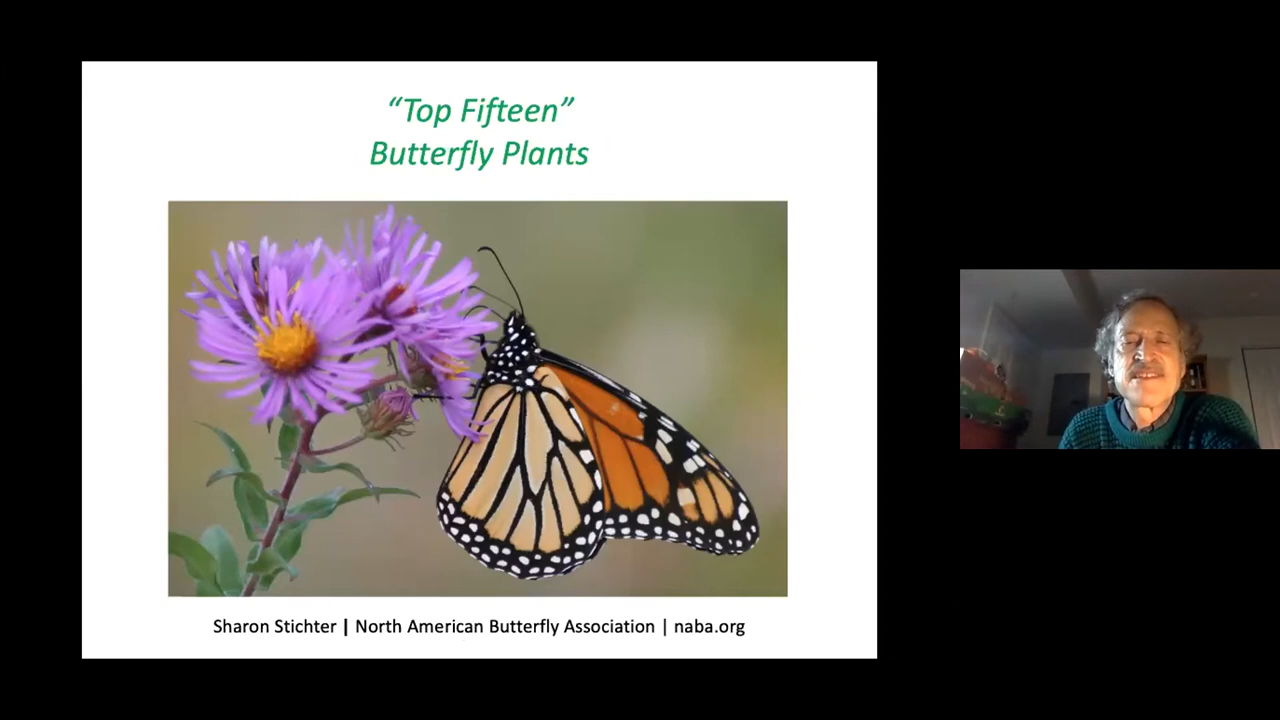 “Top Fifteen”
Butterfly Plants
Sharon Stichter | North American Butterfly Association | naba.org